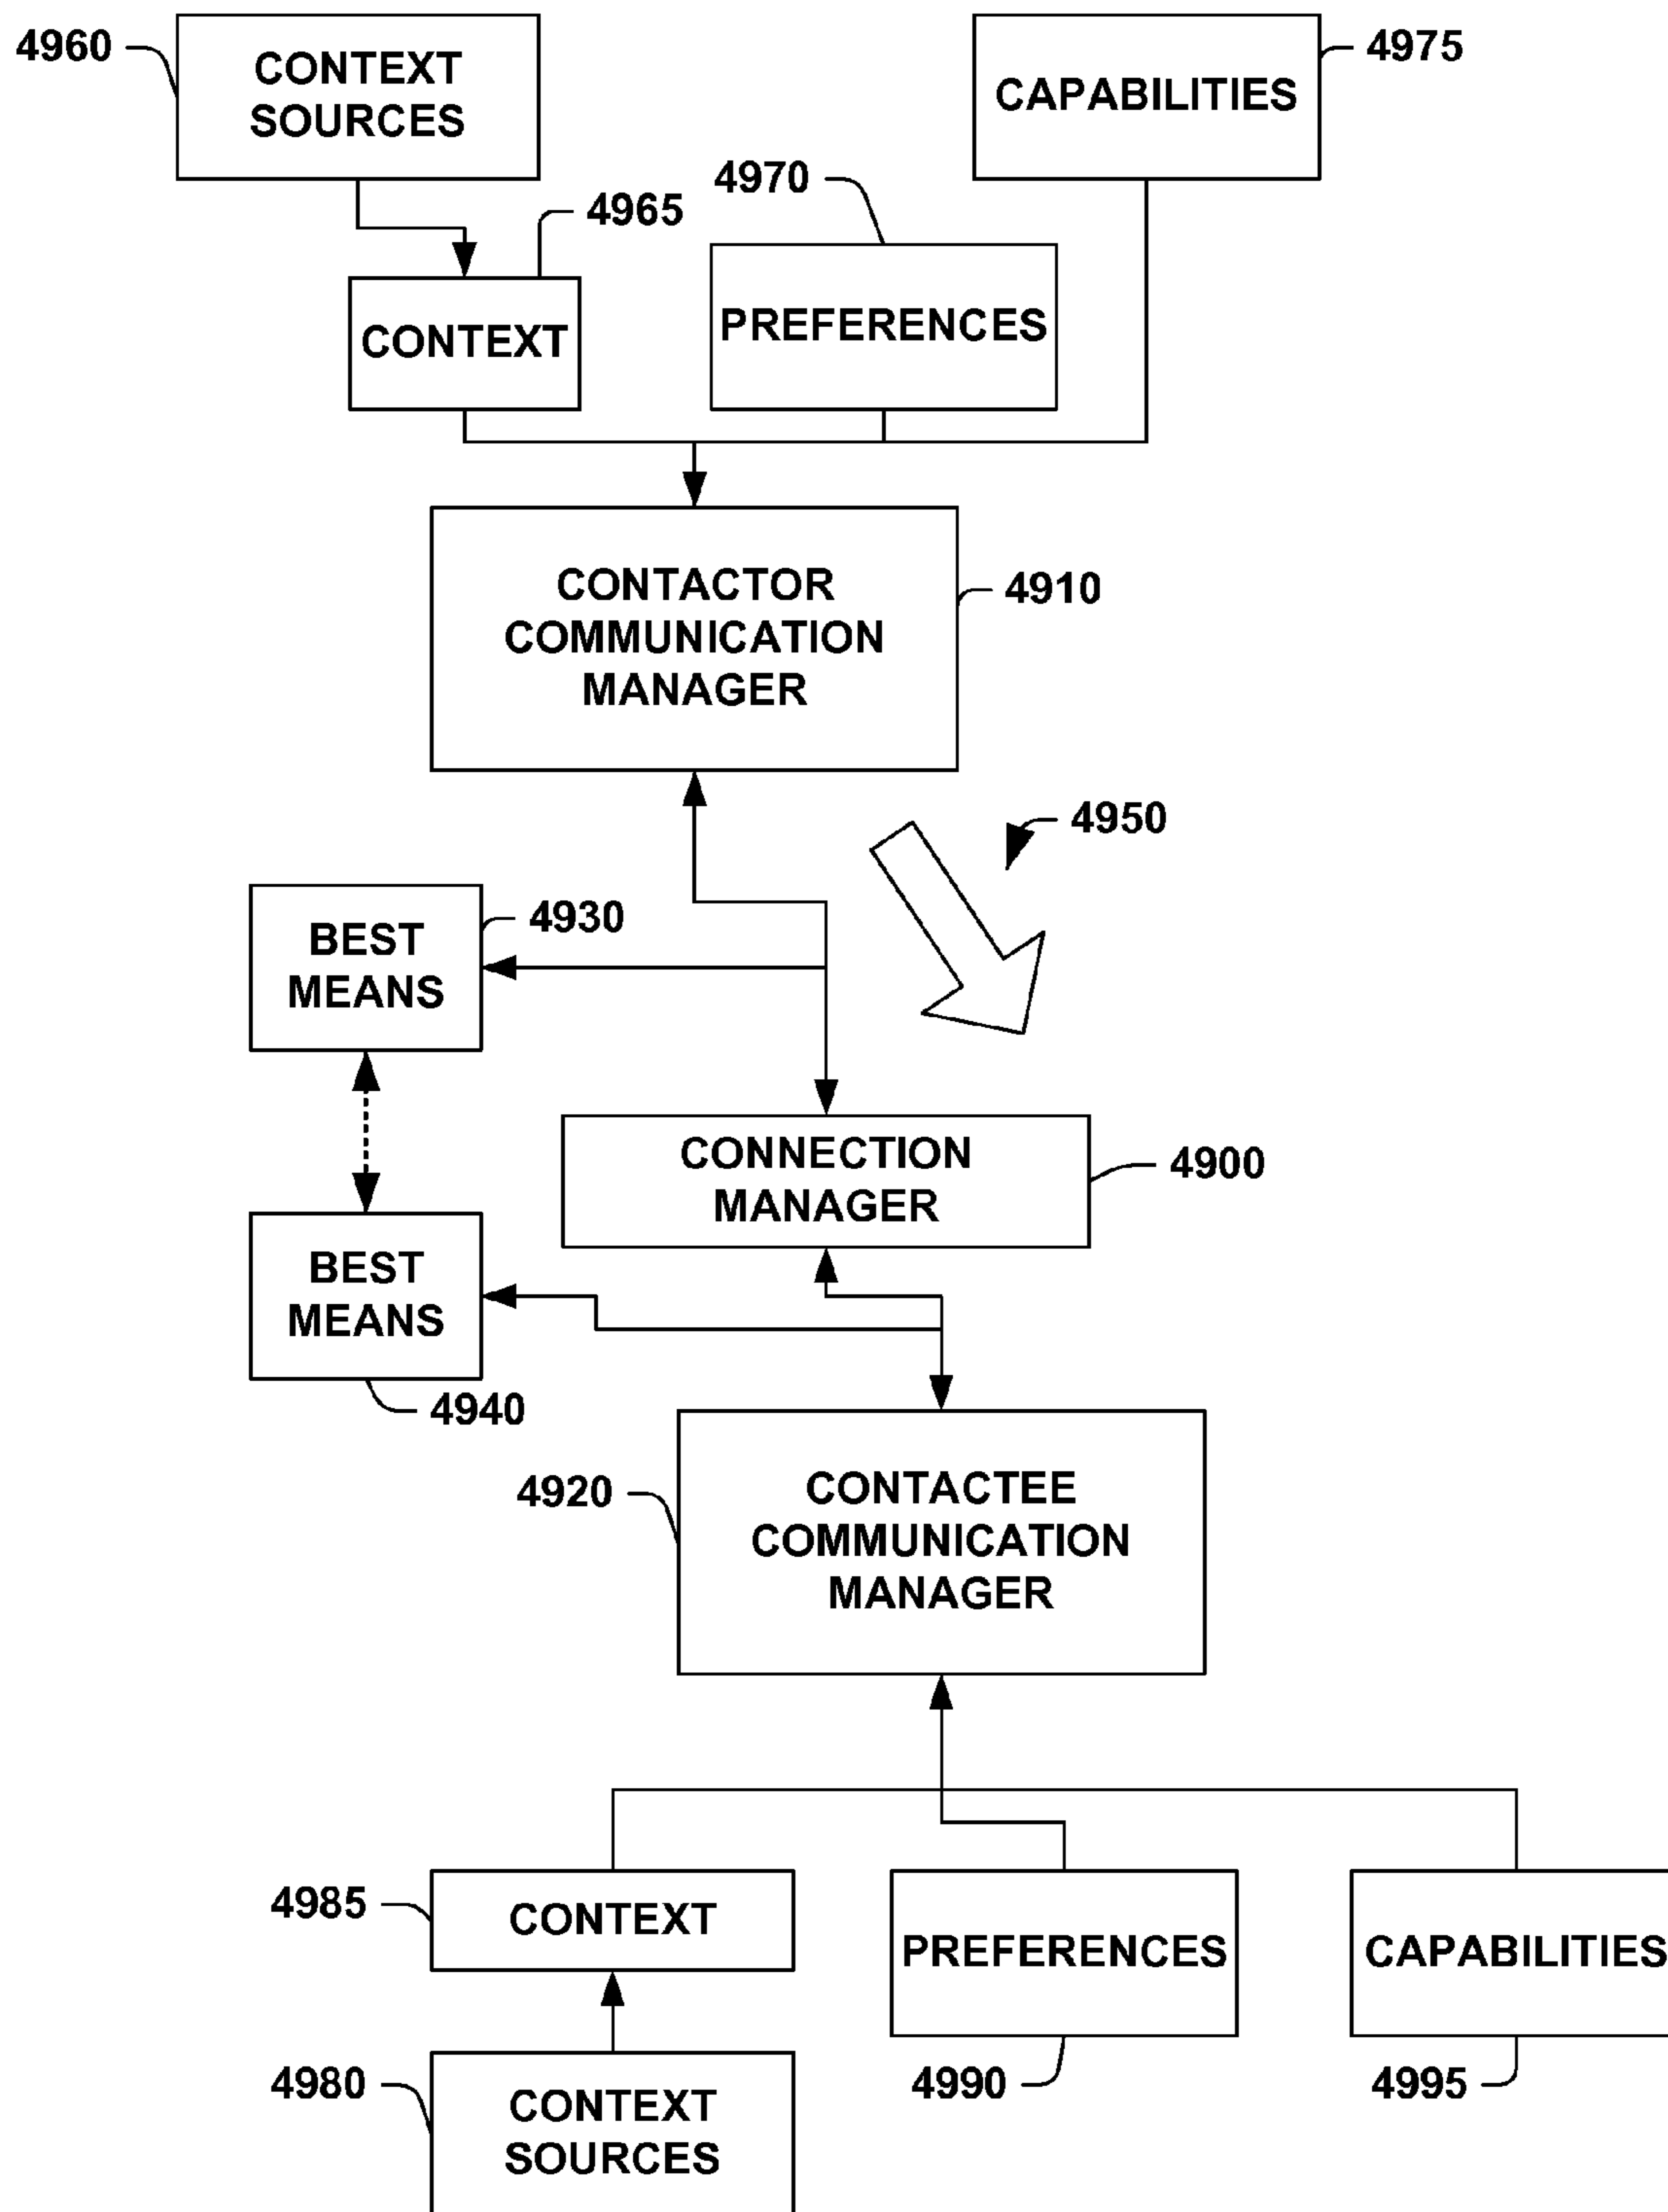 4960
CONTEXT
SOURCES
CAPABILITIES
4975
4970
4965
CONTEXT
PREFERENCES
CONTACTOR
COMMUNICATION
MANAGER
4910
4950
BEST
MEANS
4930
CONNECTION
MANAGER
4900
BEST
MEANS
4940
4920
CONTACTEE
COMMUNICATION
MANAGER
4985
CONTEXT
PREFERENCES
CAPABILITIES
4980
CONTEXT
SOURCES
4990
4995